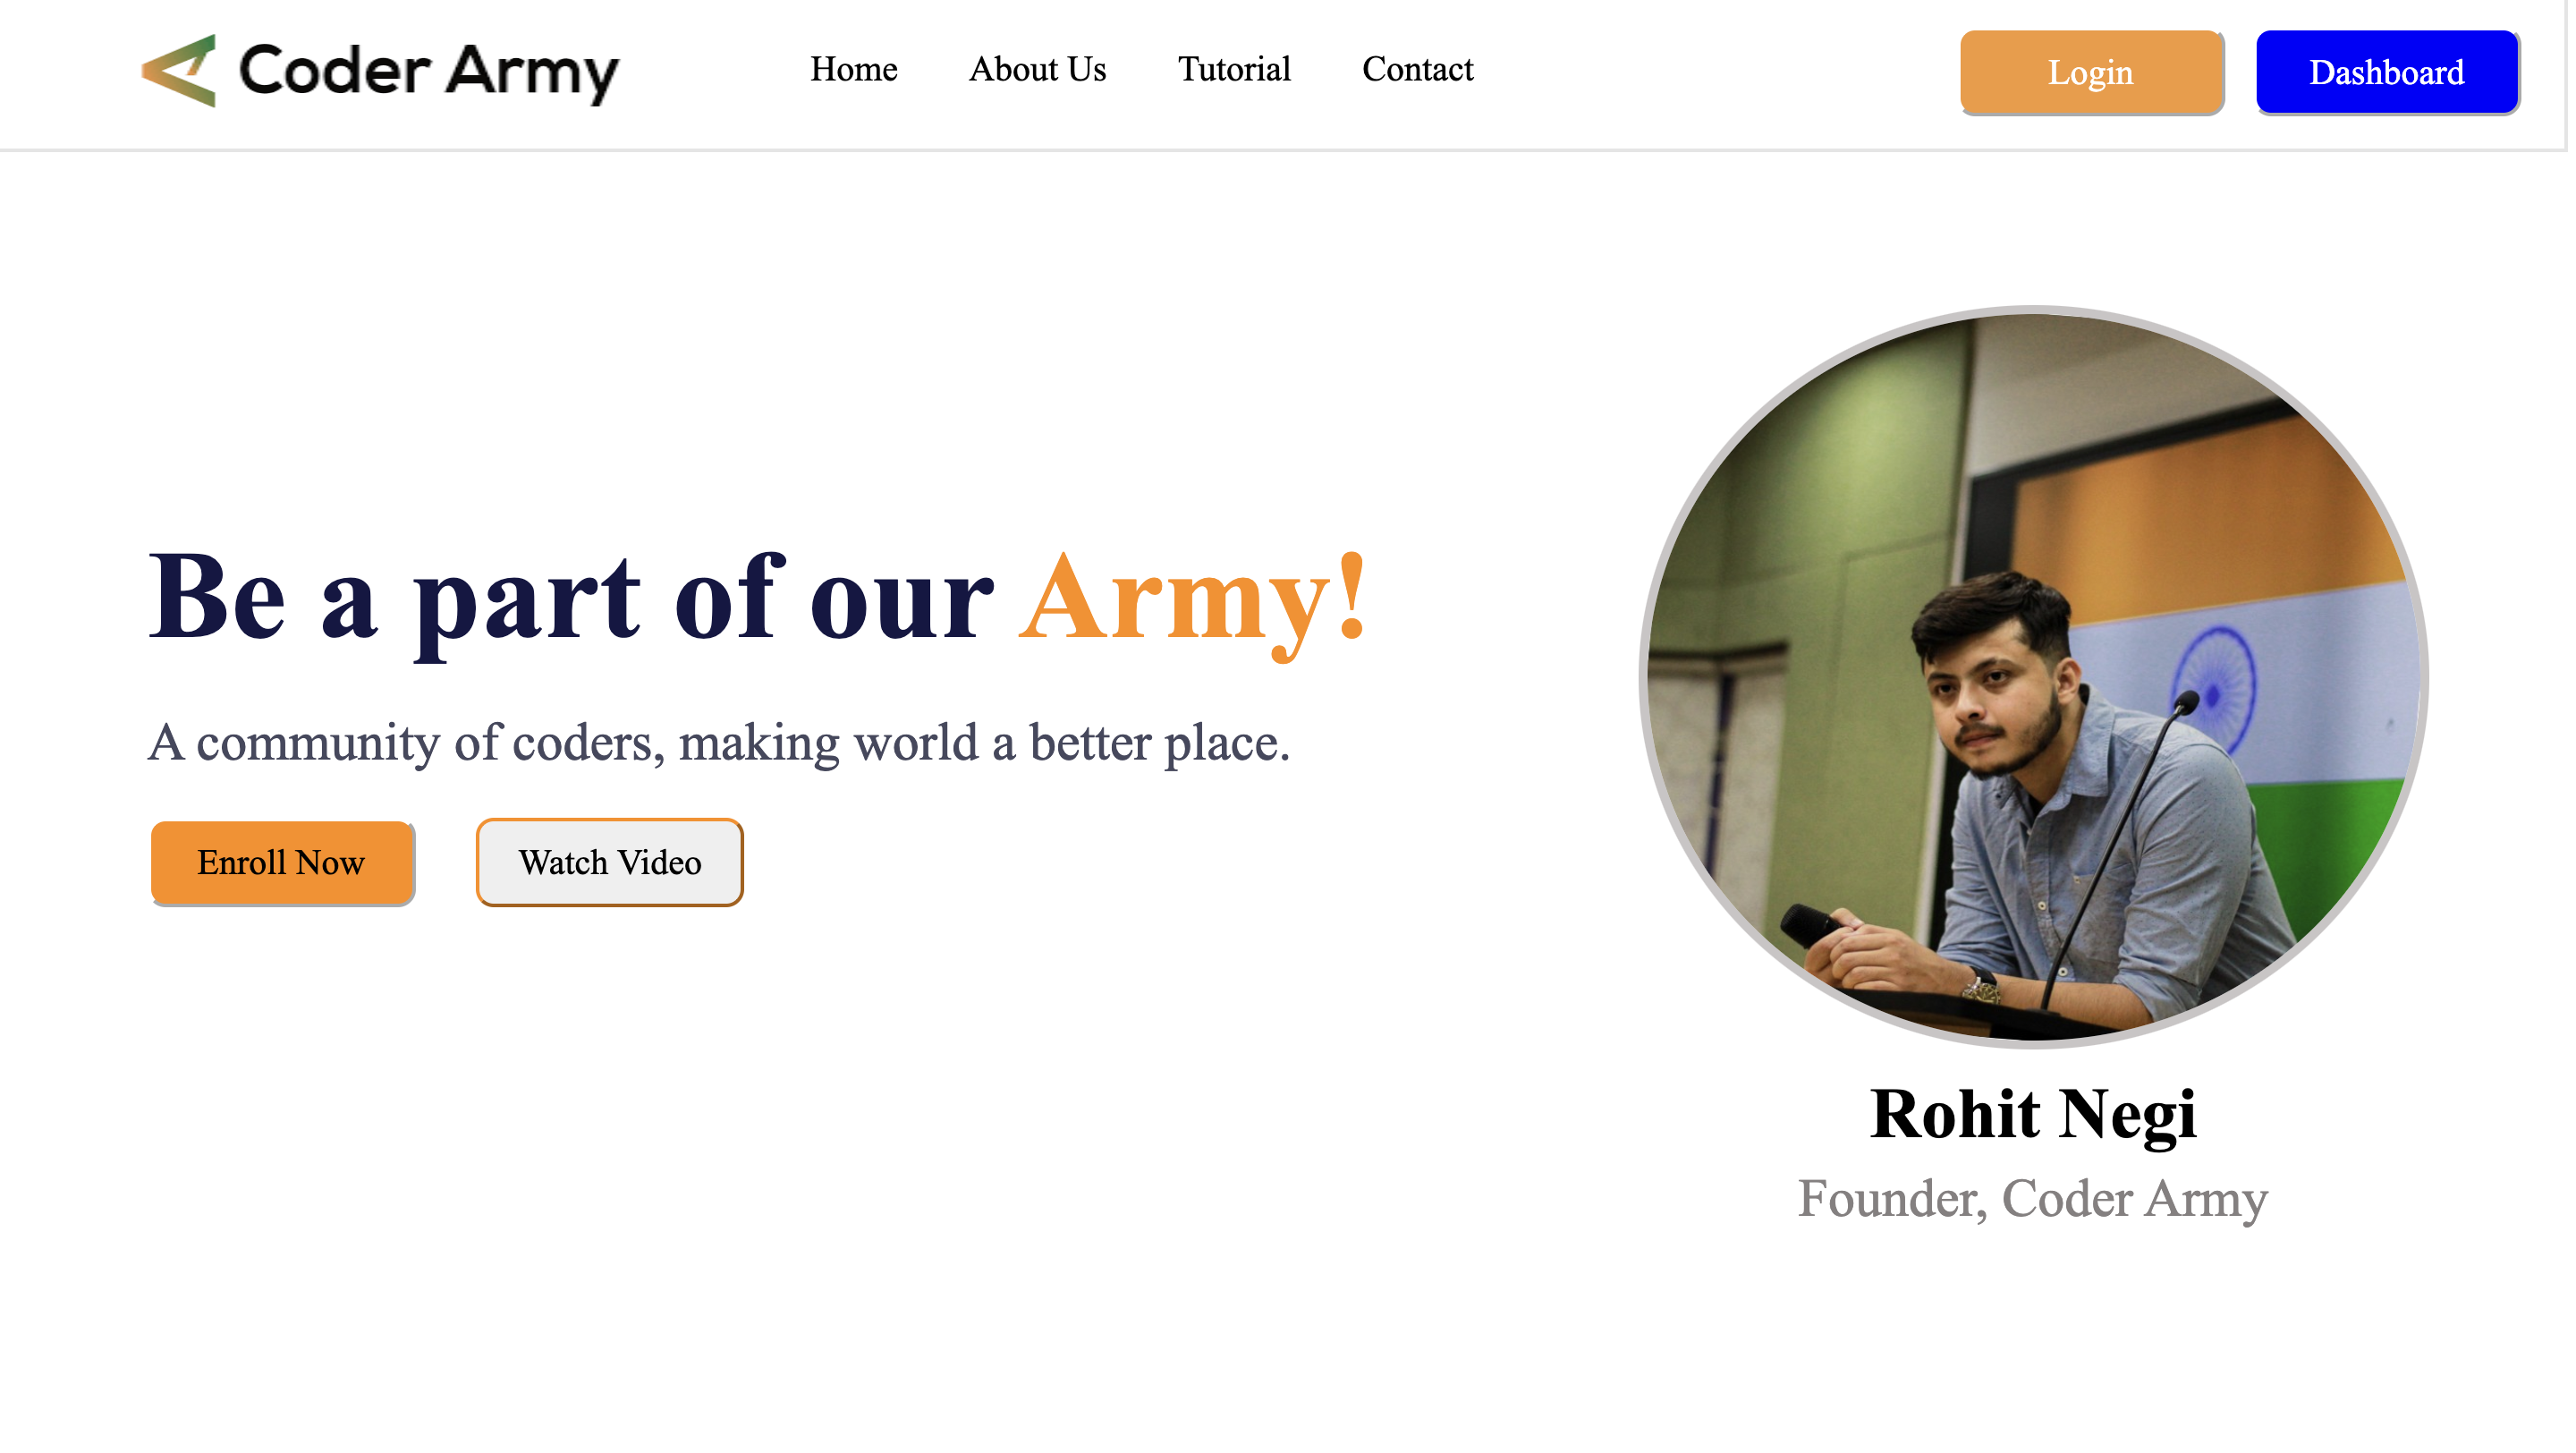 Coder Army
Home About Us Tutorial Contact
Login Dashboard
Be a part of our Army!
A community of coders, making world a better place.
Enroll Now Watch Video
Rohit Negi
Founder, Coder Army